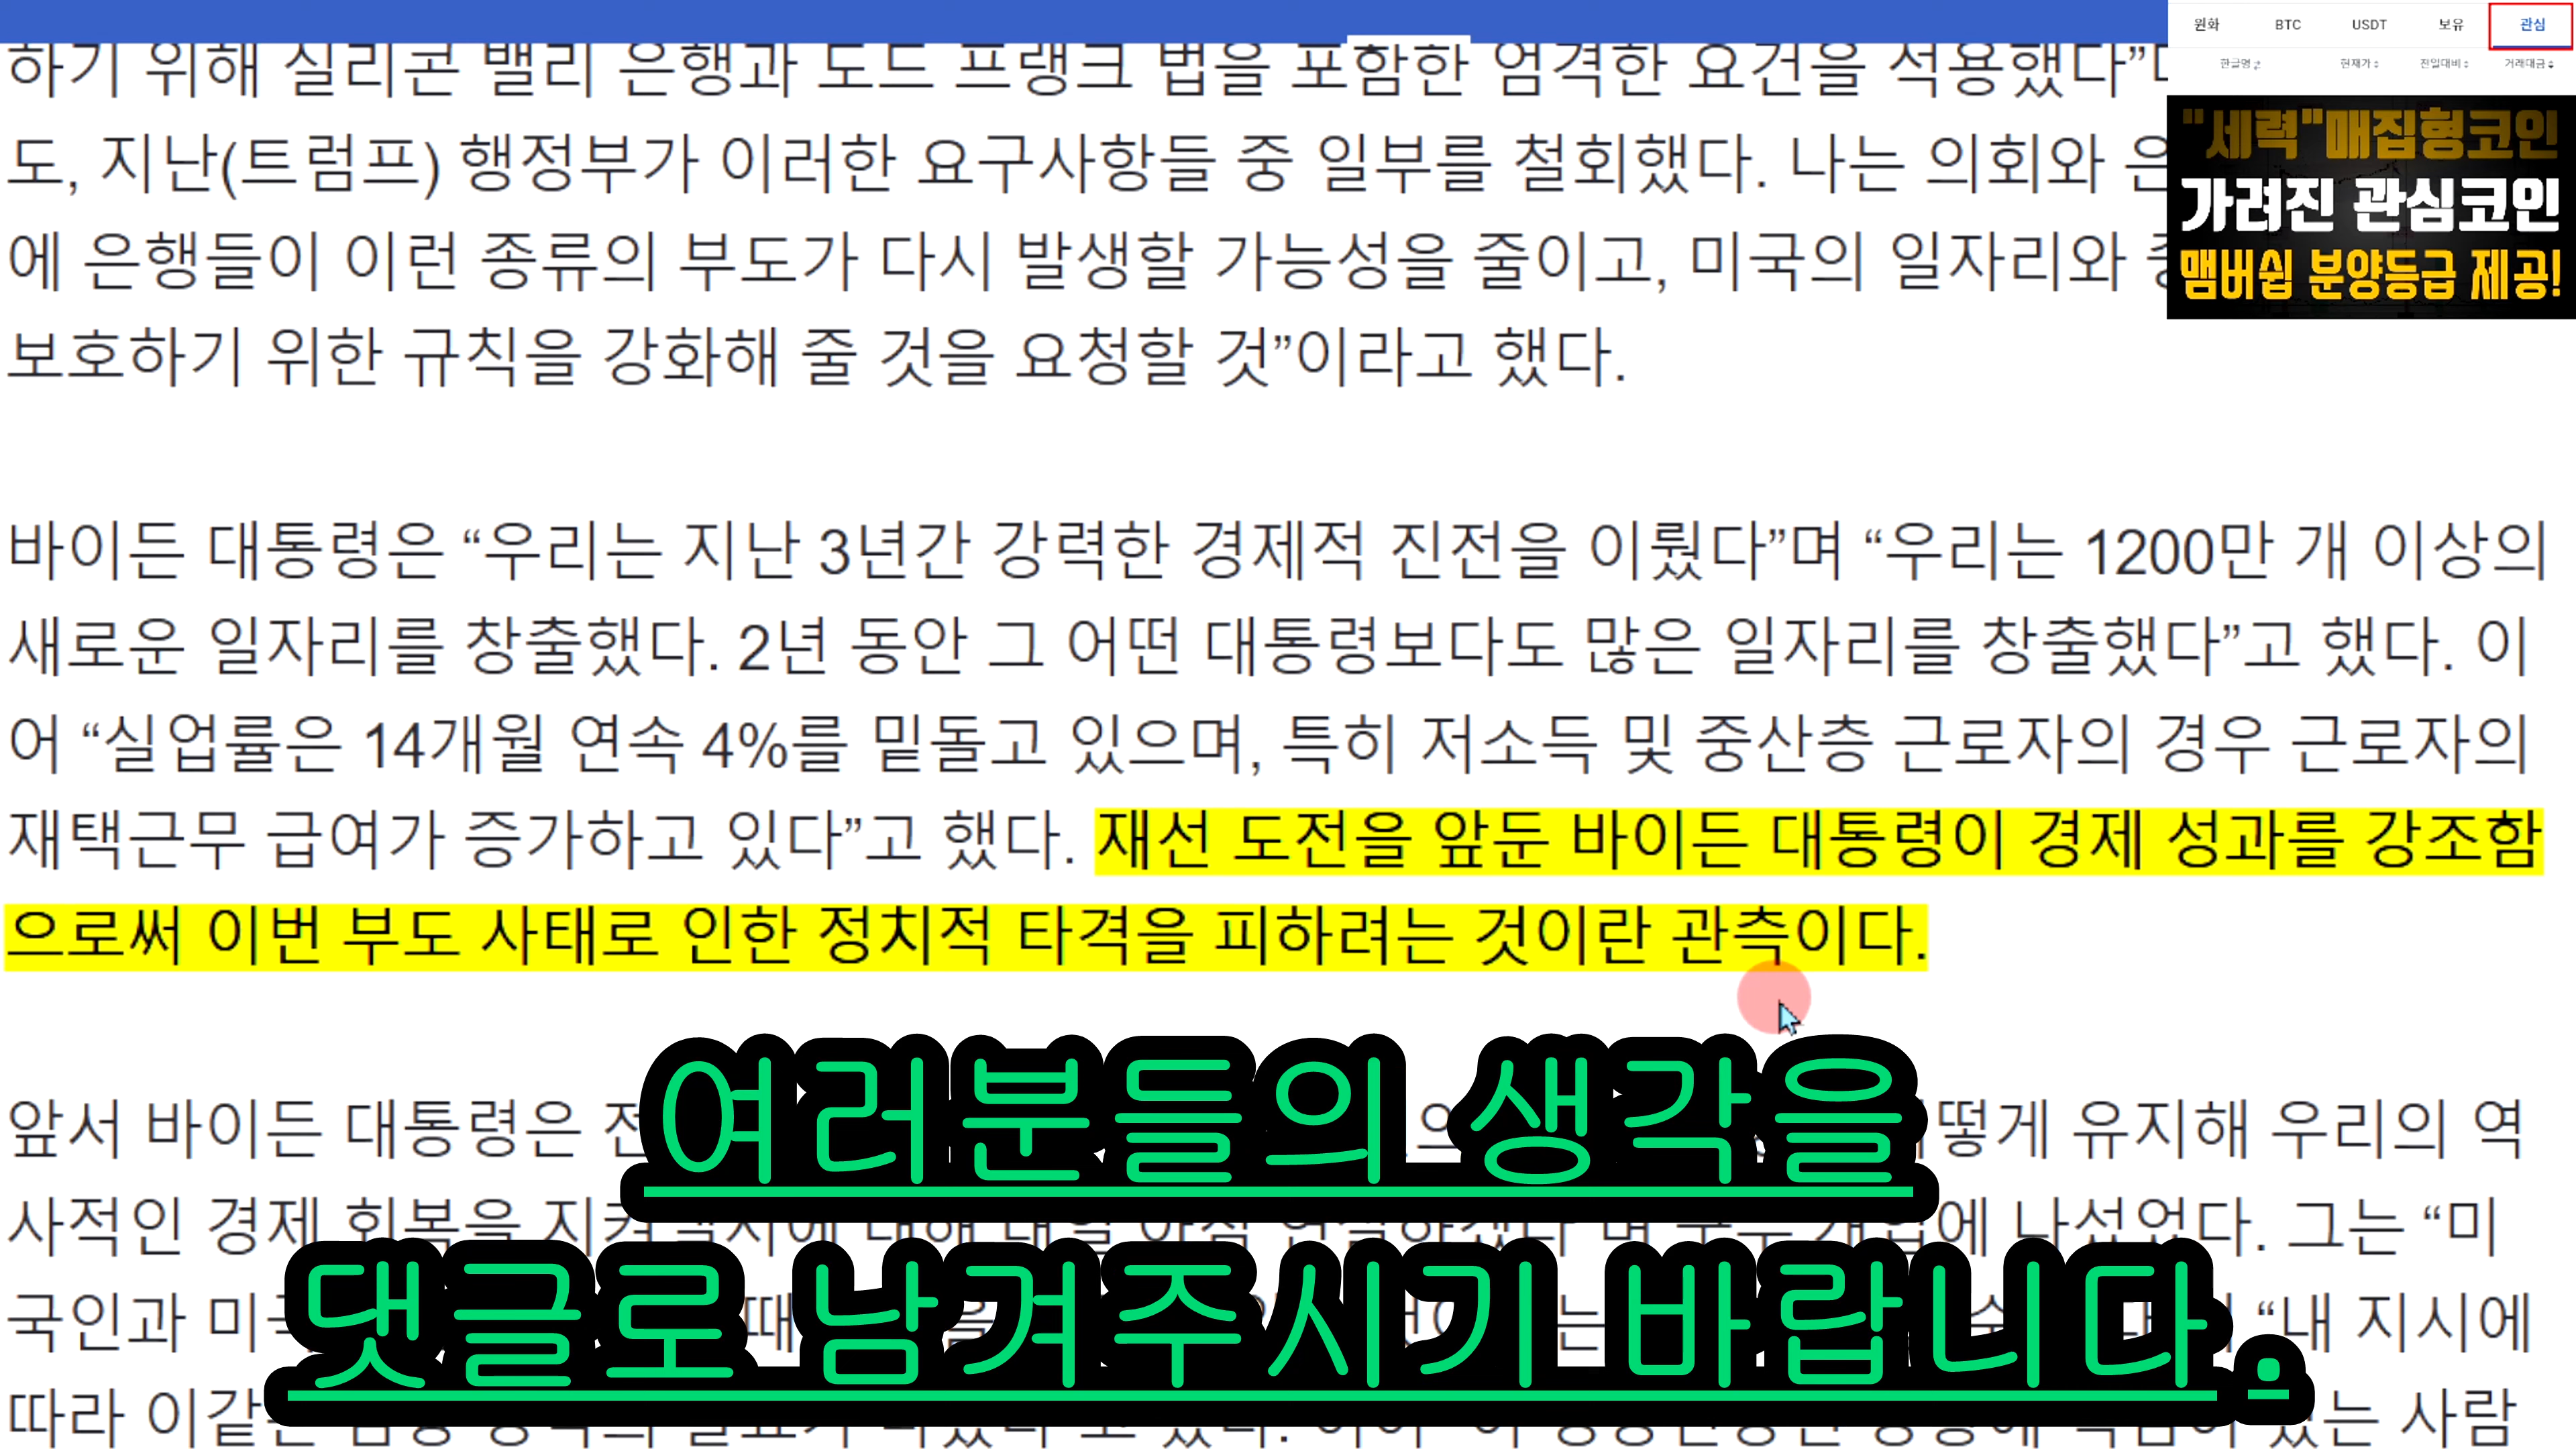 하기 위해 실리콘 밸리 은행과 도드 프랭크 법을 포함한 엄격한 요건을 적용했다”
도, 지난(트럼프) 행정부가 이러한 요구사항들 중 일부를 철회했다. 나는 의회와
에 은행들이 이런 종류의 부도가 다시 발생할 가능성을 줄이고, 미국의 일자리와
보호하기 위한 규칙을 강화해 줄 것을 요청할 것”이라고 했다.
원화 BTC USDT 보유 관심
한글명 현재가 전일대비 거래대금
"세력"매집형코인
가려진 관심코인
맴버쉽 분양등급 제공!
바이든 대통령은 “우리는 지난 3년간 강력한 경제적 진전을 이뤘다”며 “우리는 1200만 개 이상의
새로운 일자리를 창출했다. 2년 동안 그 어떤 대통령보다도 많은 일자리를 창출했다”고 했다. 이
어 “실업률은 14개월 연속 4%를 밑돌고 있으며, 특히 저소득 및 중산층 근로자의 경우 근로자의
재택근무 급여가 증가하고 있다”고 했다. 재선 도전을 앞둔 바이든 대통령이 경제 성과를 강조함
으로써 이번 부도 사태로 인한 정치적 타격을 피하려는 것이란 관측이다.
앞서 바이든 대통령은 떻게 유지해 우리의 역
사적인 경제 회복을 에 나섰었다. 그는 “미
국인과 “내 지시에
따라 있는 사람
여러분들의 생각을
댓글로 남겨주시기 바랍니다.